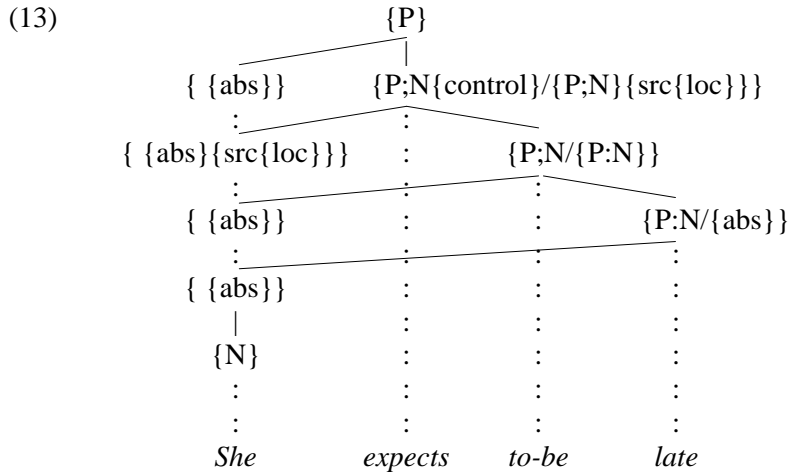 (13) {P}
{ {abs}} {P;N{control}/{P;N}{src{loc}}}
: :
{ {abs}{src{loc}}} : {P;N/{P:N}}
: : :
{ {abs}} : : {P:N/{abs}}
: : : :
{ {abs}} : : :
: : :
{N} : : :
: : : :
: : : :
She expects to-be late